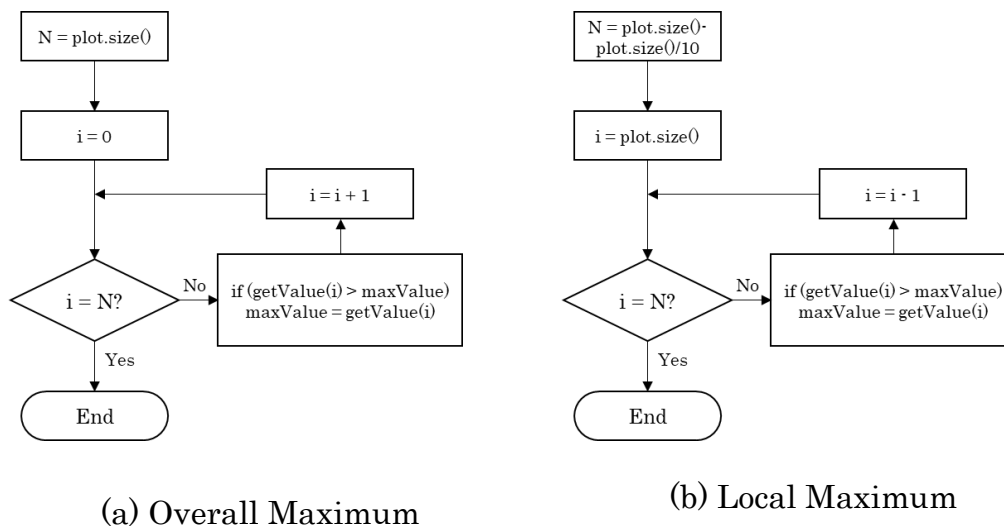 N = plot.size()
i = 0
i = i + 1
i = N?
No
if (getValue(i) > maxValue)
maxValue = getValue(i)
Yes
End
(a) Overall Maximum
N = plot.size()-
plot.size()/10
i = plot.size()
i = i - 1
i = N?
No
if (getValue(i) > maxValue)
maxValue = getValue(i)
Yes
End
(b) Local Maximum